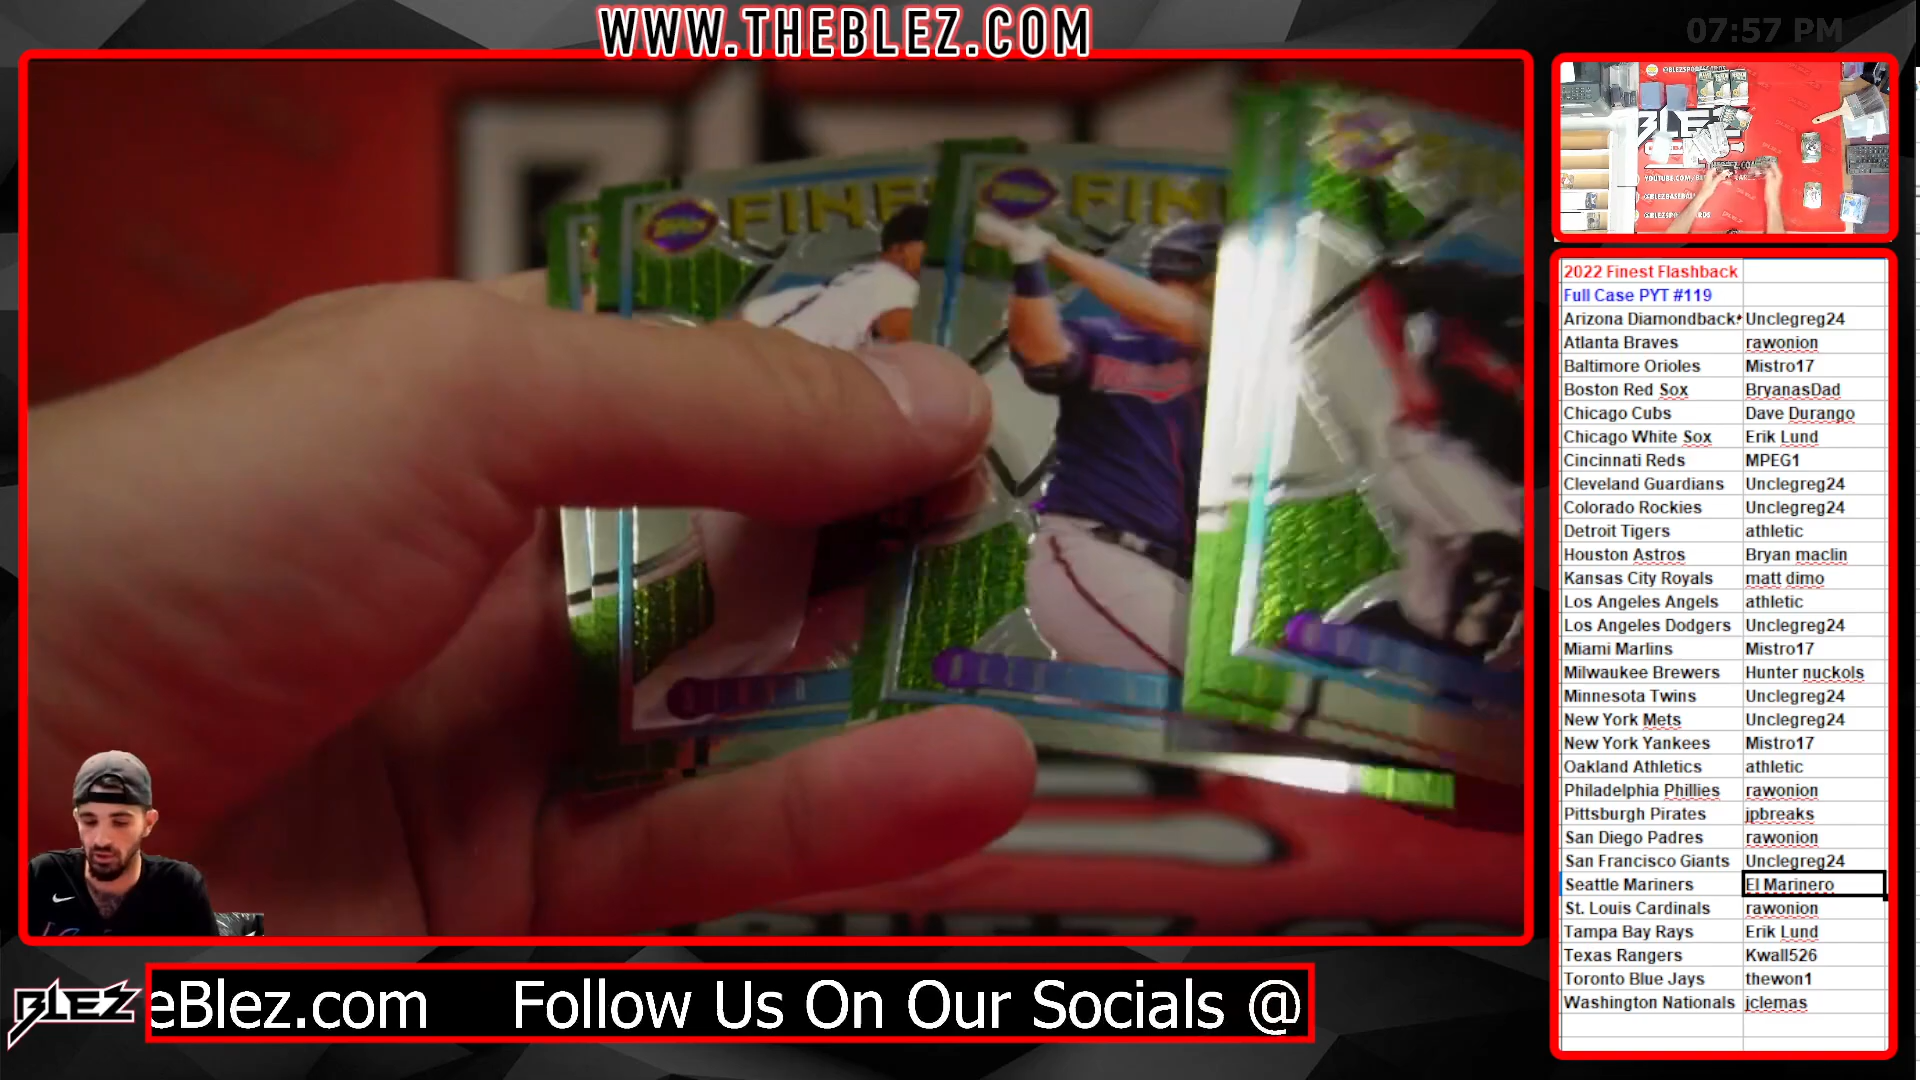 WWW.THEBLEZ.COM
07:57 PM
2022 Finest Flashback
Full Case PYT #119
Arizona Diamondback Unclegreg24
Atlanta Braves rawonion
Baltimore Orioles Mistro17
Boston Red Sox BryanasDad
Chicago Cubs Dave Durango
Chicago White Sox Erik Lund
Cincinnati Reds MPEG1
Cleveland Guardians Unclegreg24
Colorado Rockies Unclegreg24
Detroit Tigers athletic
Houston Astros Bryan maclin
Kansas City Royals matt dimo
Los Angeles Angels athletic
Los Angeles Dodgers Unclegreg24
Miami Marlins Mistro17
Milwaukee Brewers Hunter nuckols
Minnesota Twins Unclegreg24
New York Mets Unclegreg24
New York Yankees Mistro17
Oakland Athletics athletic
Philadelphia Phillies rawonion
Pittsburgh Pirates jpbreaks
San Diego Padres rawonion
San Francisco Giants Unclegreg24
Seattle Mariners El Marinero
St. Louis Cardinals rawonion
Tampa Bay Rays Erik Lund
Texas Rangers Kwall526
Toronto Blue Jays thewon1
Washington Nationals jclemas
BLEZ
eBlez.com Follow Us On Our Socials @